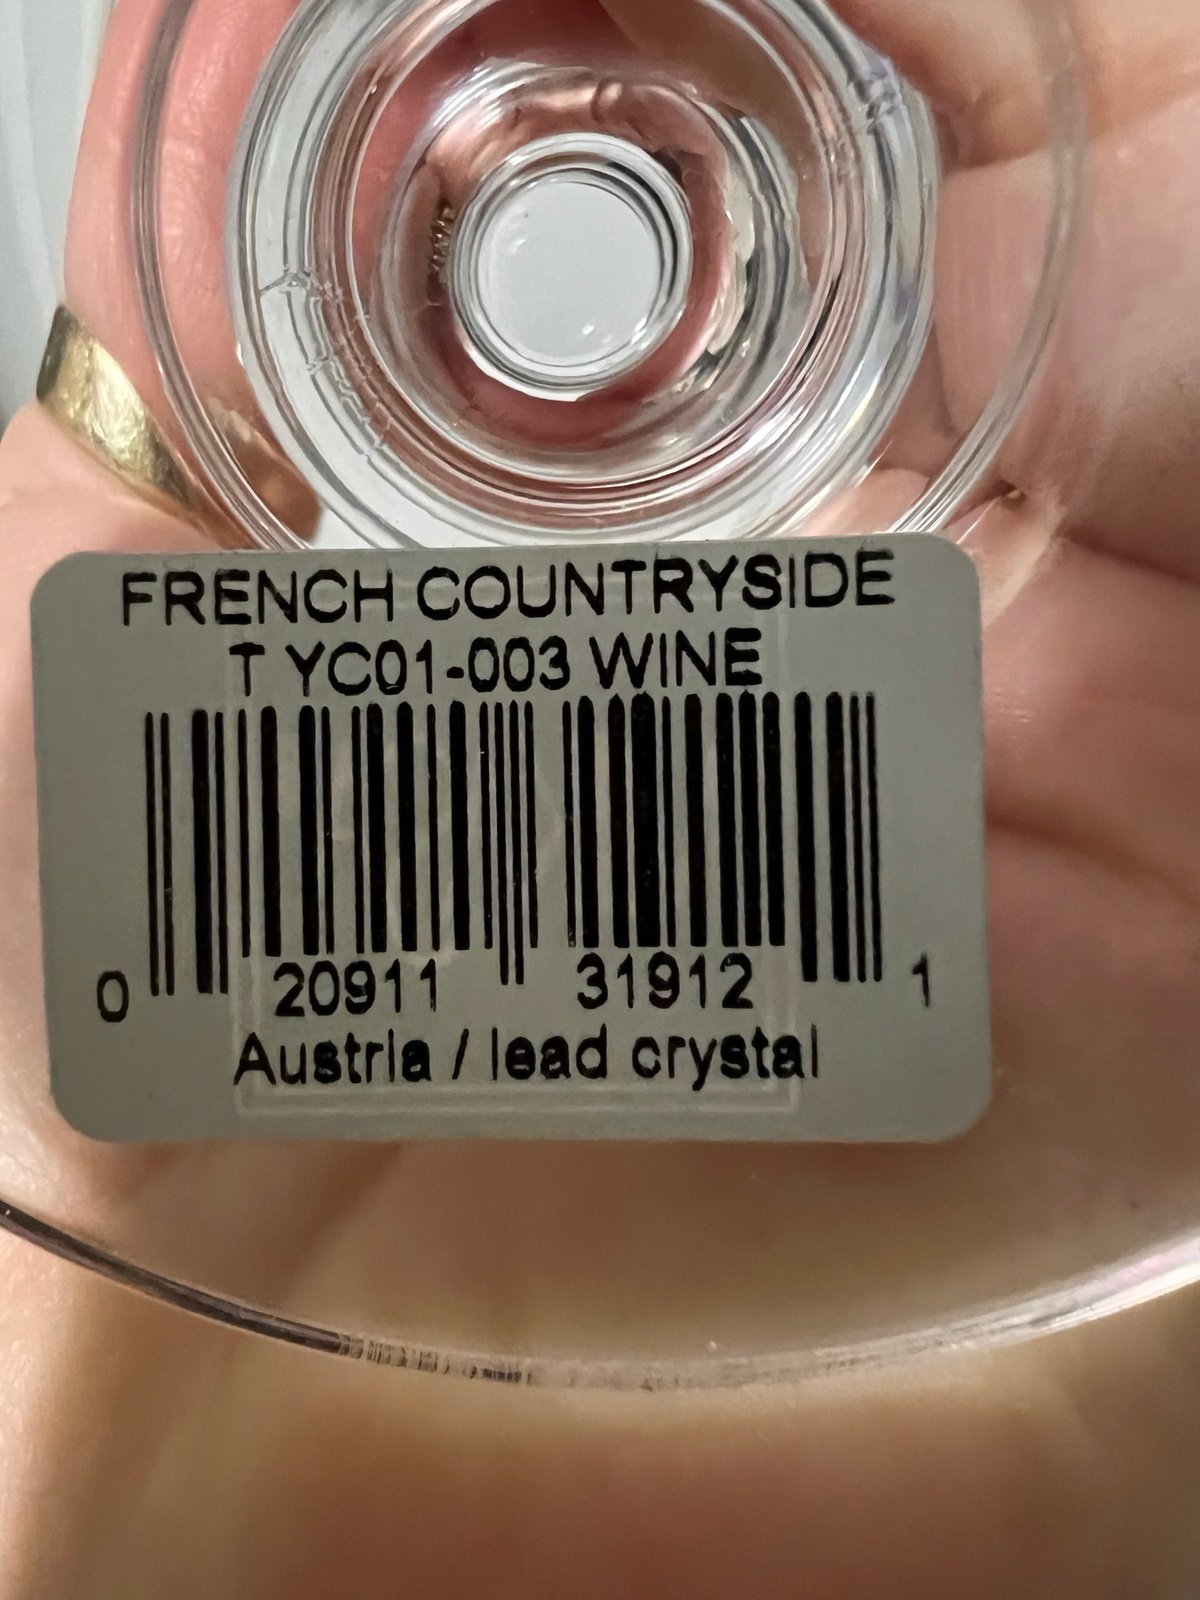 FRENCH COUNTRYSIDE
T YC01-003 WINE
0 20911 31912 1
Austria / lead crystal